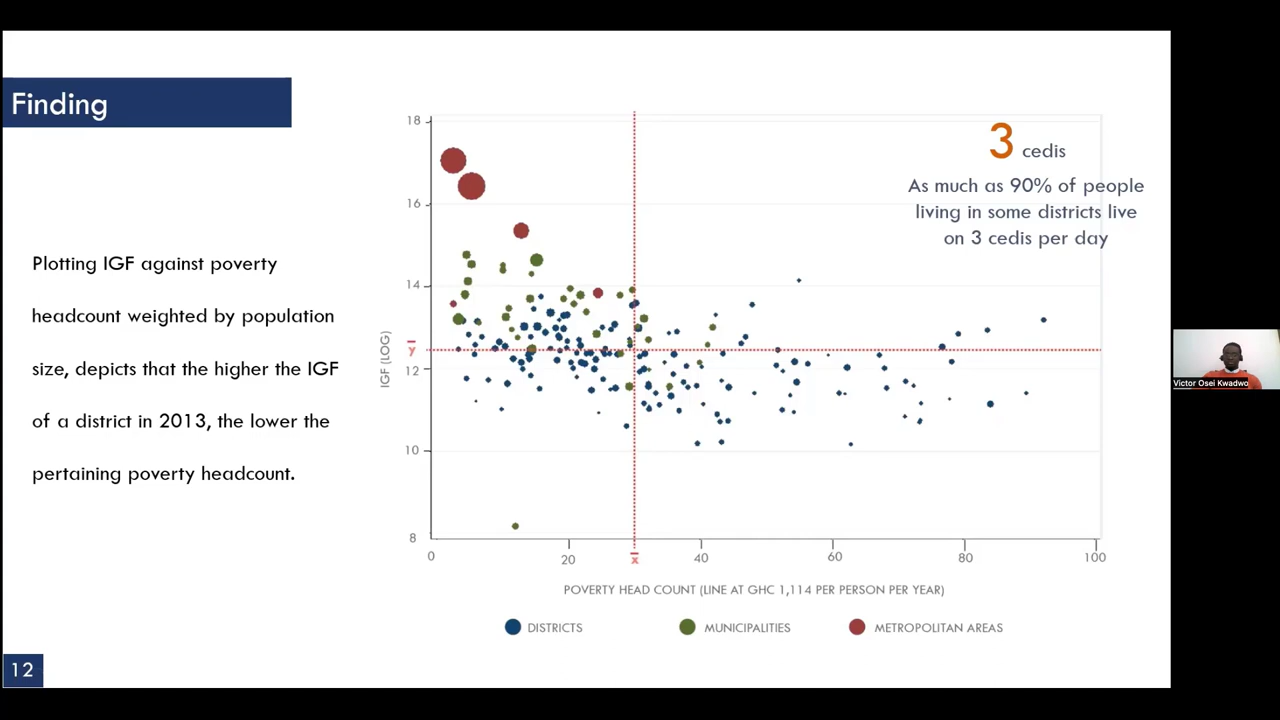 Finding
Plotting IGF against poverty
headcount weighted by population
size, depicts that the higher the IGF
of a district in 2013, the lower the
pertaining poverty headcount.
3 cedis
As much as 90% of people
living in some districts live
on 3 cedis per day
18
16
14
y
12
10
8
IGF (LOG)
0
20
x
40
60
80
100
POVERTY HEAD COUNT (LINE AT GHC 1,114 PER PERSON PER YEAR)
DISTRICTS
MUNICIPALITIES
METROPOLITAN AREAS
12
Victor Osei Kwadwo